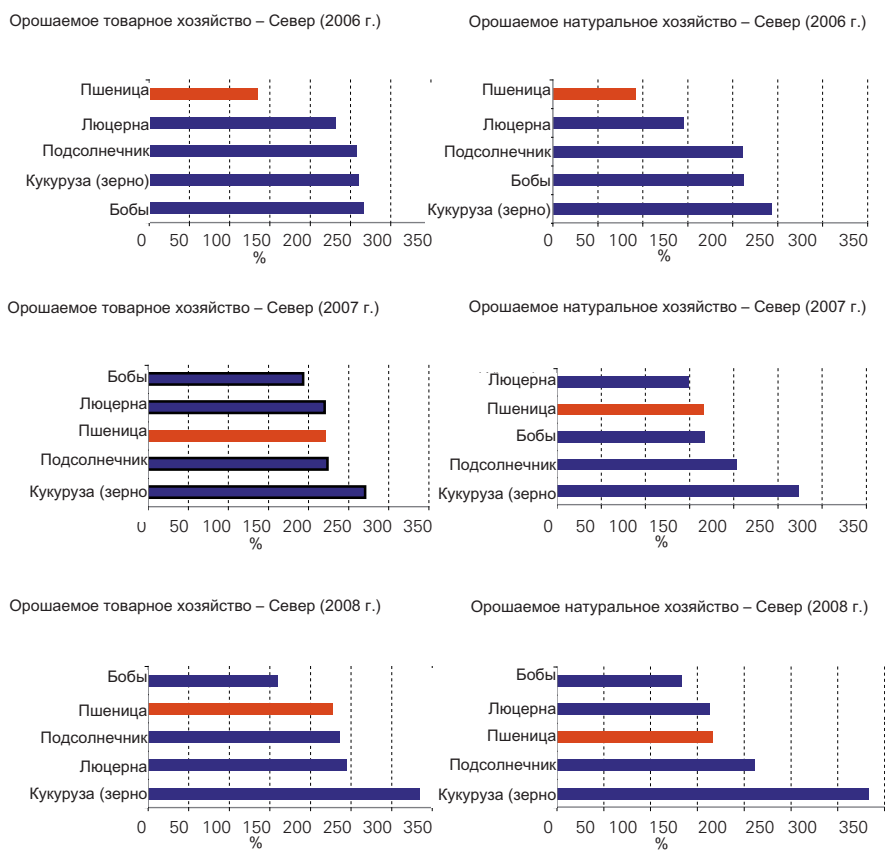 Орошаемое товарное хозяйство – Север (2006 г.)
Пшеница
Люцерна
Подсолнечник
Кукуруза (зерно)
Бобы
0 50 100 150 200 250 300 350
%
Орошаемое натуральное хозяйство – Север (2006 г.)
Пшеница
Люцерна
Подсолнечник
Бобы
Кукуруза (зерно)
0 50 100 150 200 250 300 350
%
Орошаемое товарное хозяйство – Север (2007 г.)
Бобы
Люцерна
Пшеница
Подсолнечник
Кукуруза (зерно
0 50 100 150 200 250 300 350
%
Орошаемое натуральное хозяйство – Север (2007 г.)
Люцерна
Пшеница
Бобы
Подсолнечник
Кукуруза (зерно
0 50 100 150 200 250 300 350
%
Орошаемое товарное хозяйство – Север (2008 г.)
Бобы
Пшеница
Подсолнечник
Люцерна
Кукуруза (зерно
0 50 100 150 200 250 300 350
%
Орошаемое натуральное хозяйство – Север (2008 г.)
Бобы
Люцерна
Пшеница
Подсолнечник
Кукуруза (зерно
0 50 100 150 200 250 300 350
%